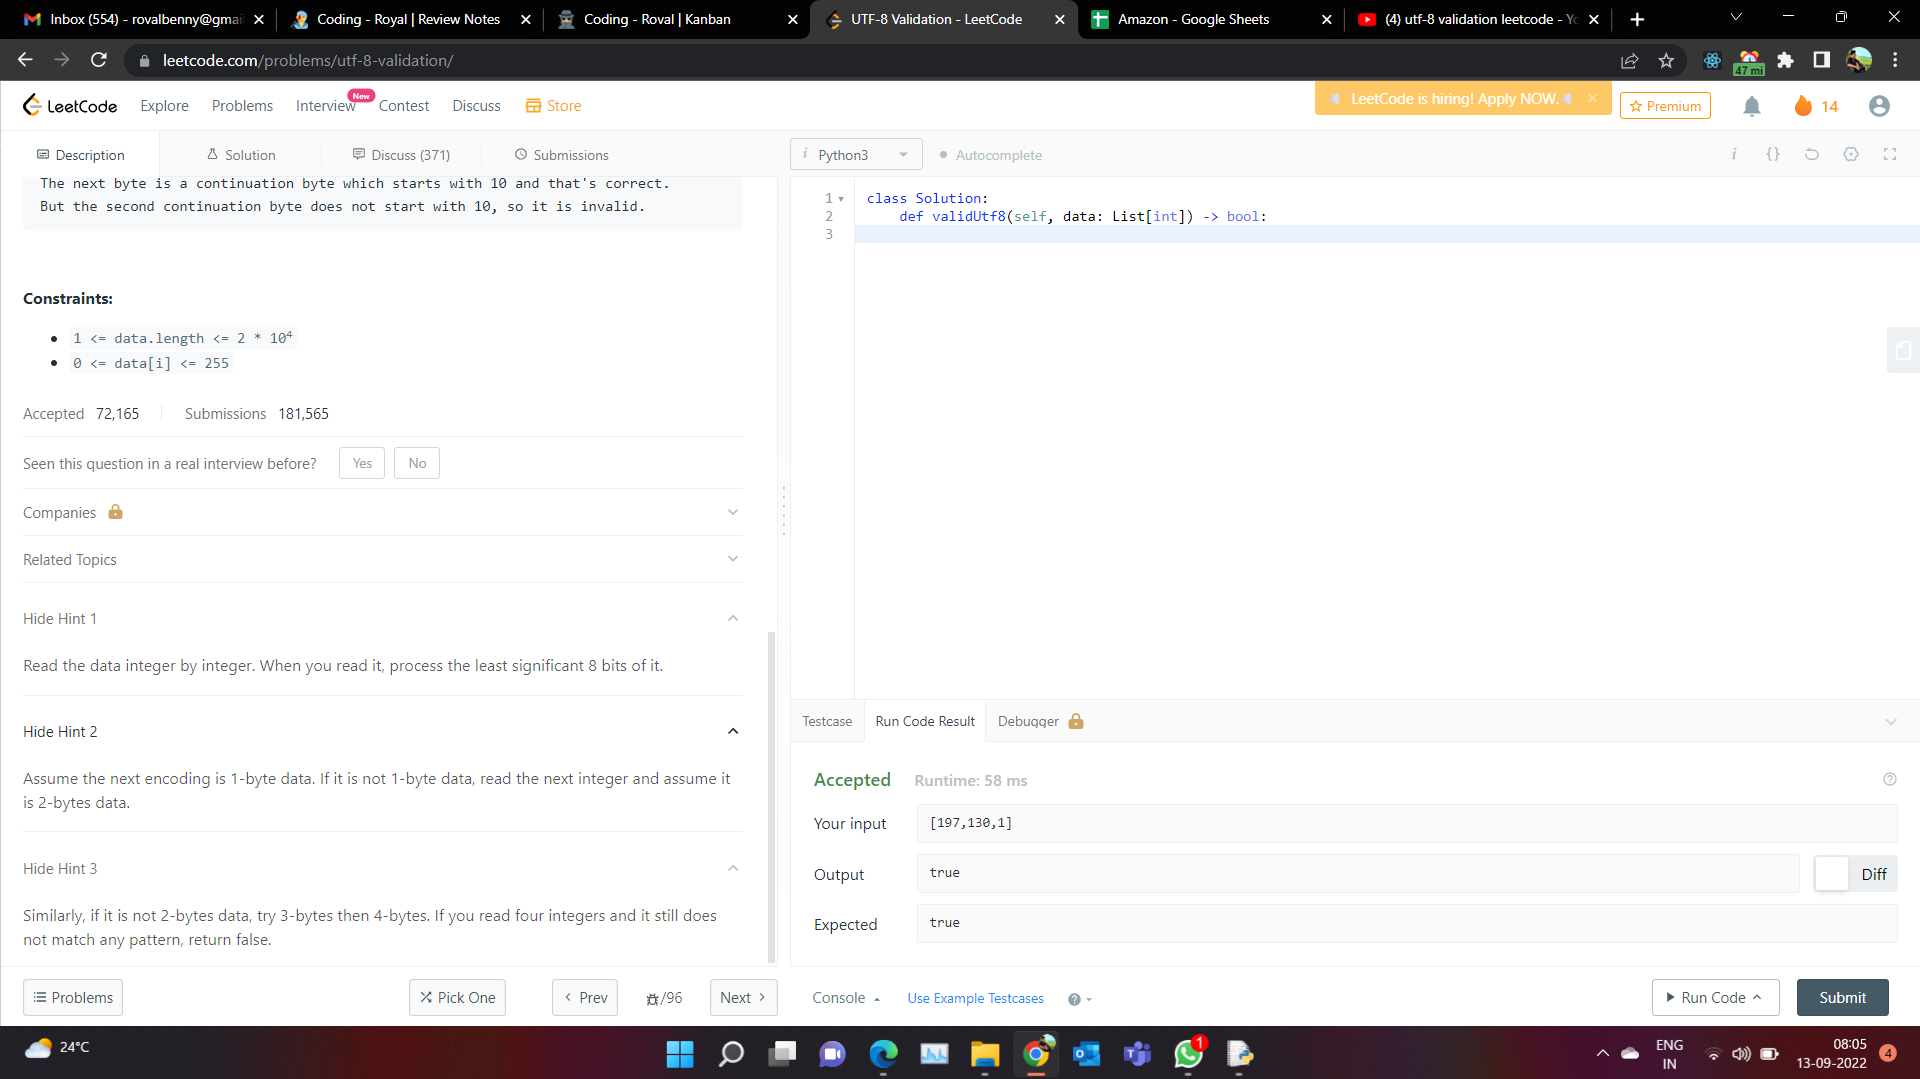 Inbox (554) - rovalbenny@gmai
Coding - Royal | Review Notes
Coding - Roval | Kanban
UTF-8 Validation - LeetCode
Amazon - Google Sheets
(4) utf-8 validation leetcode - Yo
leetcode.com/problems/utf-8-validation/
47 mi
LeetCode
Explore
Problems
Interview
New
Contest
Discuss
Store
LeetCode is hiring! Apply NOW.
Premium
14
Description
Solution
Discuss (371)
Submissions
i Python3
Autocomplete
The next byte is a continuation byte which starts with 10 and that's correct.
But the second continuation byte does not start with 10, so it is invalid.
Constraints:
1 <= data.length <= 2 * 10⁴
0 <= data[i] <= 255
Accepted 72,165
Submissions 181,565
Seen this question in a real interview before?
Yes
No
Companies
Related Topics
Hide Hint 1
Read the data integer by integer. When you read it, process the least significant 8 bits of it.
Hide Hint 2
Assume the next encoding is 1-byte data. If it is not 1-byte data, read the next integer and assume it
is 2-bytes data.
Hide Hint 3
Similarly, if it is not 2-bytes data, try 3-bytes then 4-bytes. If you read four integers and it still does
not match any pattern, return false.
1 class Solution:
2 def validUtf8(self, data: List[int]) -> bool:
3
Testcase
Run Code Result
Debugger
Accepted
Runtime: 58 ms
Your input
[197,130,1]
Output
true
Diff
Expected
true
Problems
Pick One
Prev
/96
Next
Console
Use Example Testcases
Run Code
Submit
24°C
1
ENG
IN
08:05
13-09-2022
4